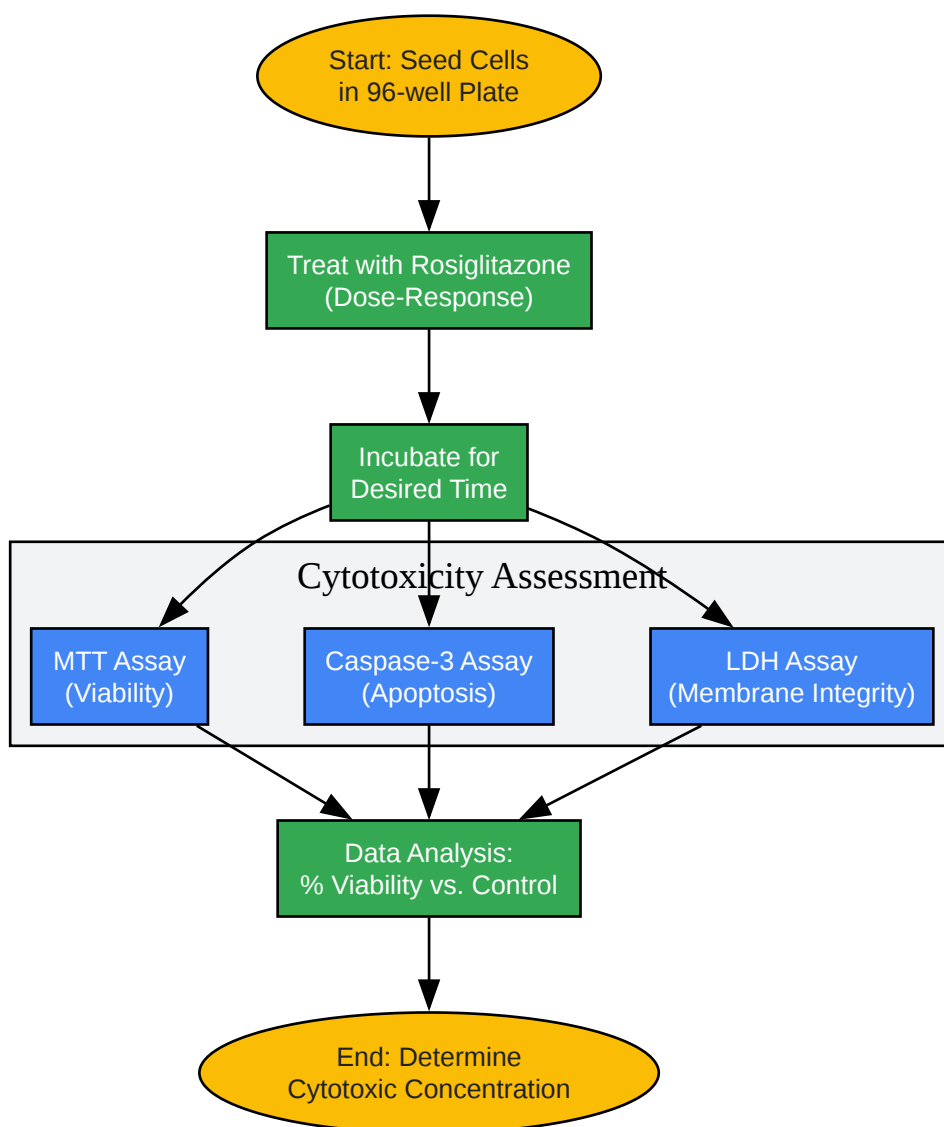 Start: Seed Cells
in 96-well Plate
Treat with Rosiglitazone
(Dose-Response)
Incubate for
Desired Time
Cytotoxicity Assessment
MTT Assay
(Viability)
Caspase-3 Assay
(Apoptosis)
LDH Assay
(Membrane Integrity)
Data Analysis:
% Viability vs. Control
End: Determine
Cytotoxic Concentration